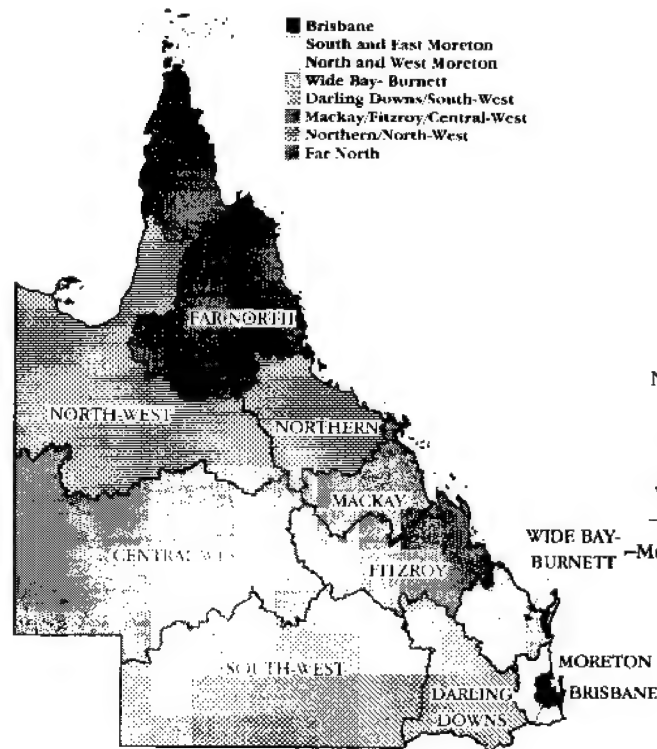 Brisbane
South and East Moreton
North and West Moreton
Wide Bay- Burnett
Darling Downs/South-West
Mackay/Fitzroy/Central-West
Northern/North-West
Far North
FAR NORTH
NORTH-WEST
NORTHERN
MACKAY
CENTRAL
FITZROY
WIDE BAY-
BURNETT
SOUTH-WEST
MORETON
DARLING
DOWNS
BRISBANE